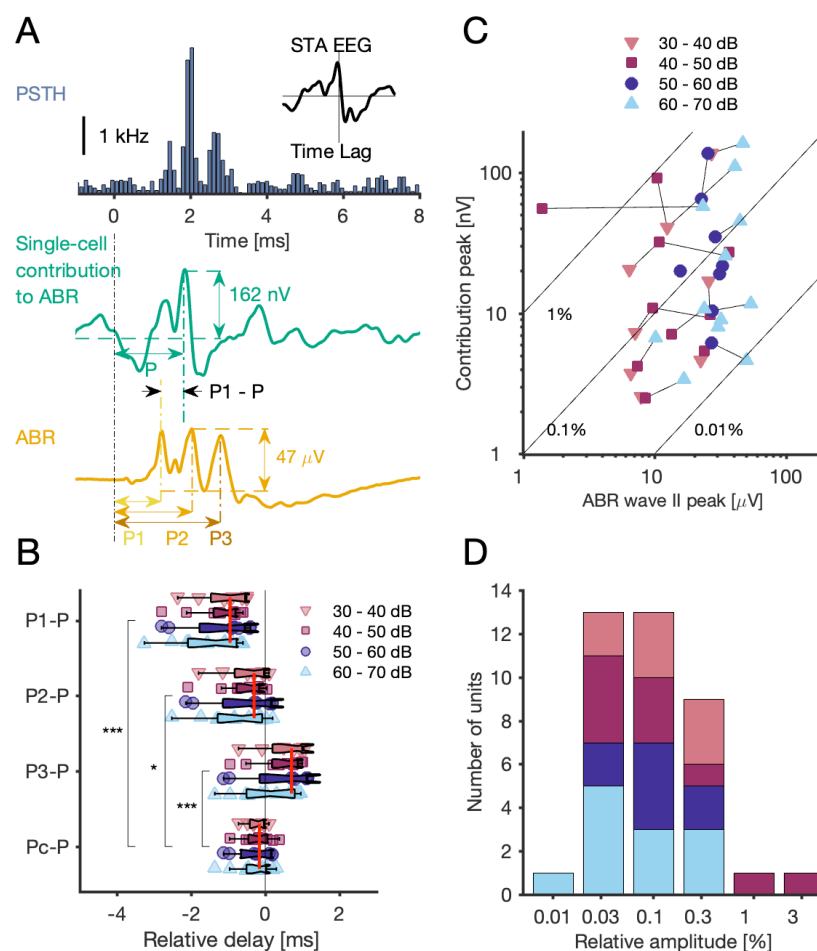 A
PSTH
1 kHz
STA EEG
Time Lag
0 2 4 6 8
Time [ms]
Single-cell
contribution
to ABR
162 nV
P
P1 - P
ABR
47 μV
P1 P2 P3
B
P1-P
P2-P
P3-P
Pc-P
***
*
***
30 - 40 dB
40 - 50 dB
50 - 60 dB
60 - 70 dB
-4 -2 0 2
Relative delay [ms]
C
30 - 40 dB
40 - 50 dB
50 - 60 dB
60 - 70 dB
Contribution peak [nV]
100
10
1
1%
0.1%
0.01%
1 10 100
ABR wave II peak [μV]
D
Number of units
14
12
10
8
6
4
2
0
0.01 0.03 0.1 0.3 1 3
Relative amplitude [%]